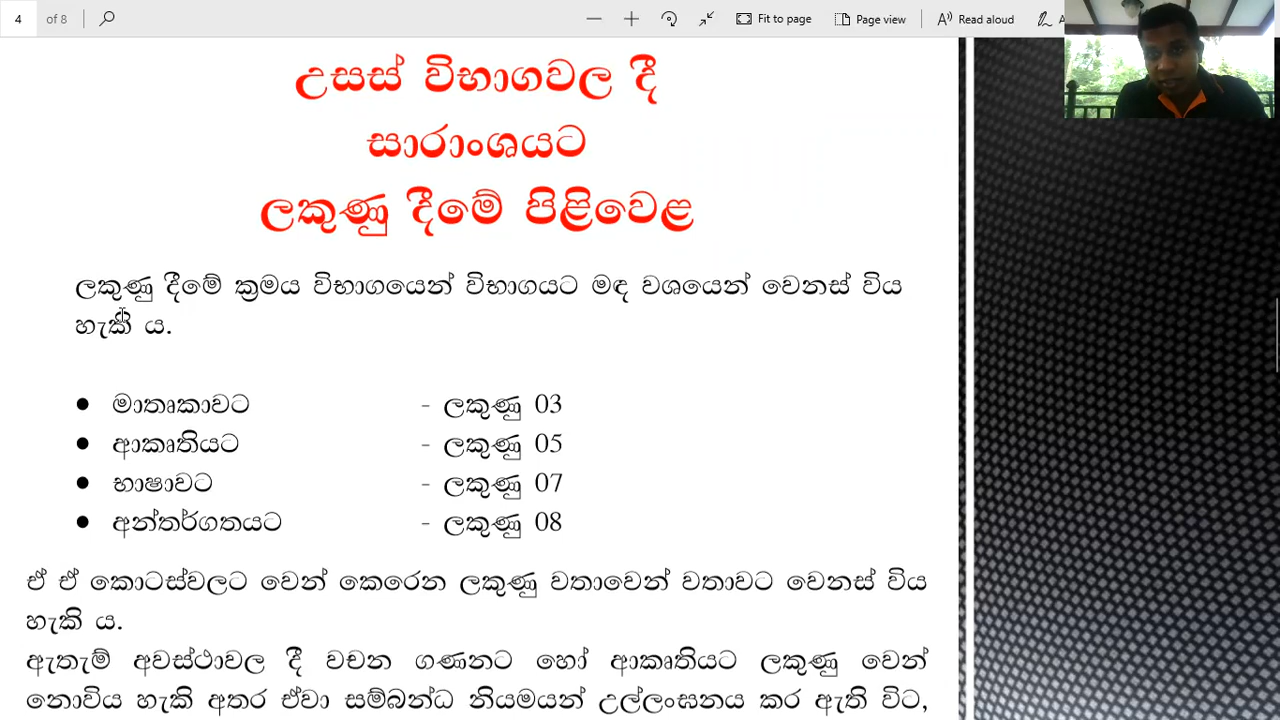 4 of 8 Fit to page Page view Read aloud
උසස් විභාගවල දී
සාරාංශයට
ලකුණු දීමේ පිළිවෙළ
ලකුණු දීමේ ක්‍රමය විභාගයෙන් විභාගයට මඳ වශයෙන් වෙනස් විය
හැකි ය.
● මාතෘකාවට - ලකුණු 03
● ආකෘතියට - ලකුණු 05
● භාෂාවට - ලකුණු 07
● අන්තර්ගතයට - ලකුණු 08
ඒ ඒ කොටස්වලට වෙන් කෙරෙන ලකුණු වතාවෙන් වතාවට වෙනස් විය
හැකි ය.
ඇතැම් අවස්ථාවල දී වචන ගණනට හෝ ආකෘතියට ලකුණු වෙන්
නොවිය හැකි අතර ඒවා සම්බන්ධ නියමයන් උල්ලංඝනය කර ඇති විට,